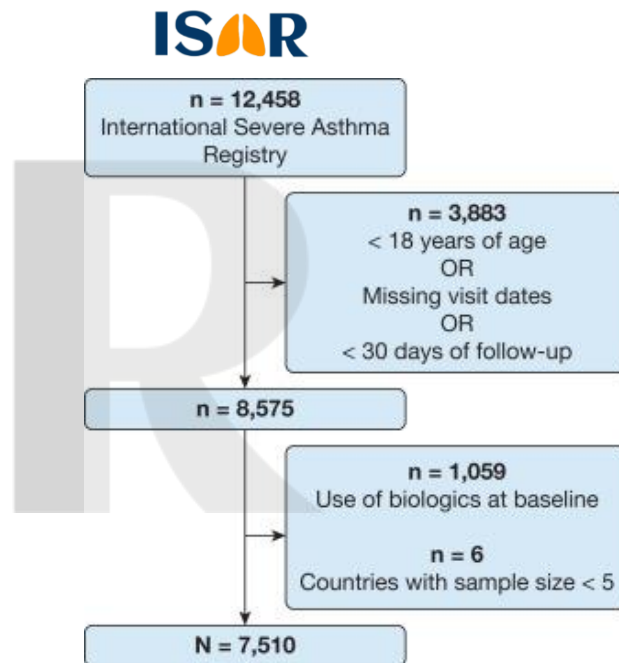 ISAR
n = 12,458
International Severe Asthma
Registry
n = 3,883
< 18 years of age
OR
Missing visit dates
OR
< 30 days of follow-up
n = 8,575
n = 1,059
Use of biologics at baseline
n = 6
Countries with sample size < 5
N = 7,510
R